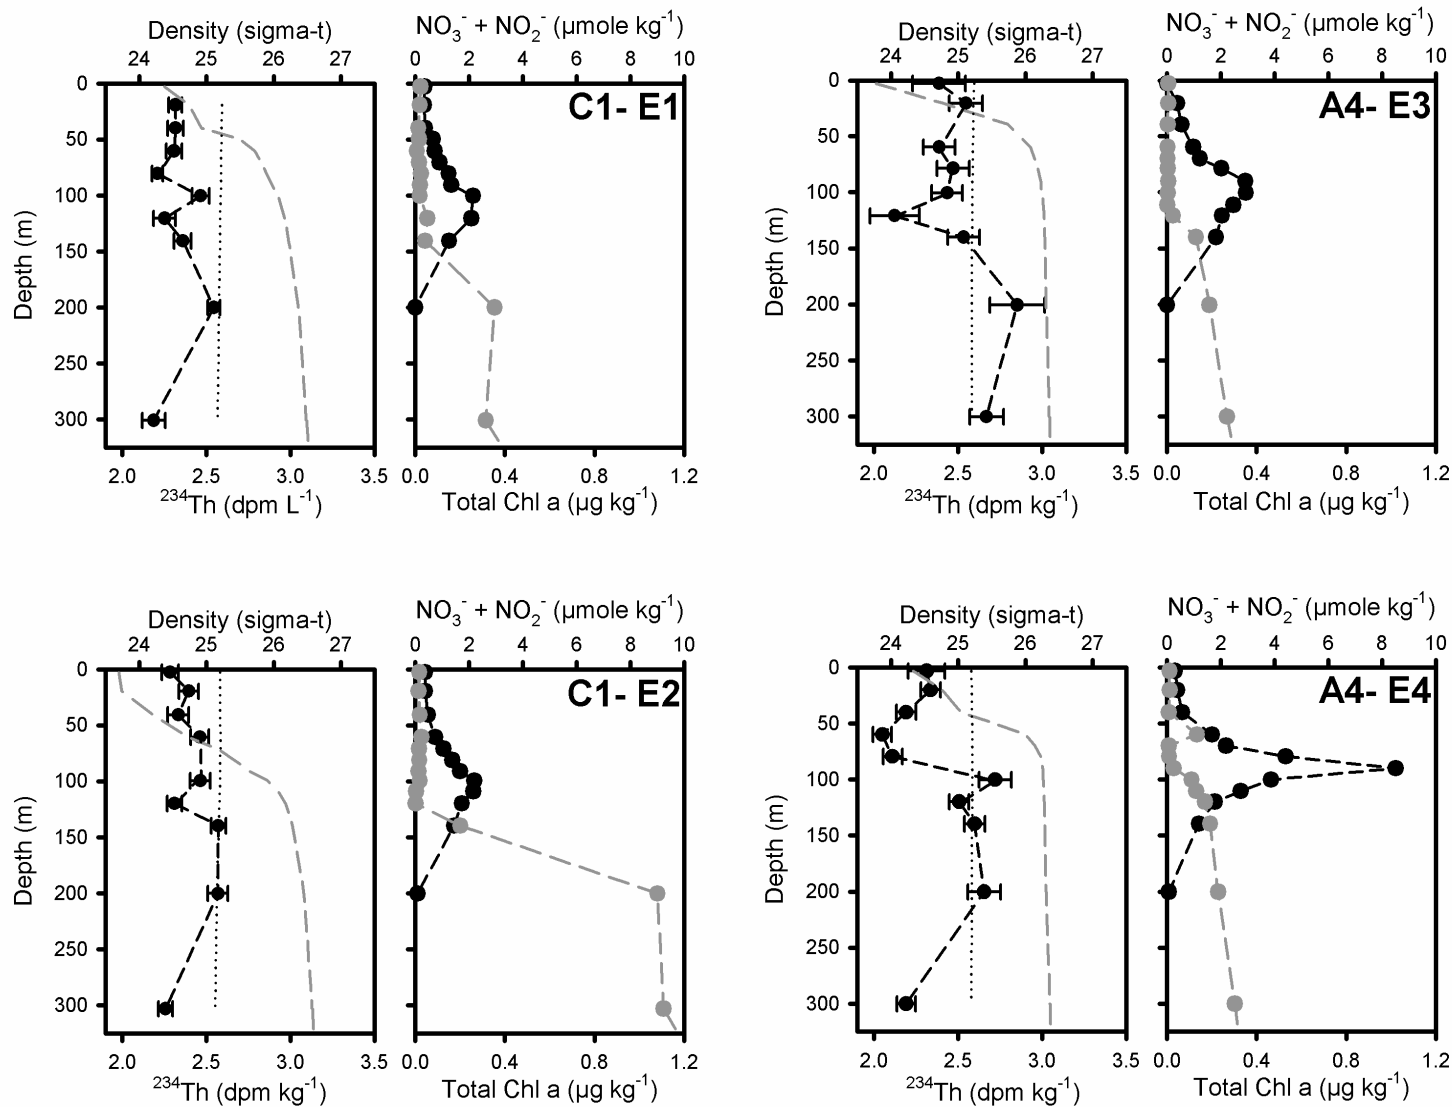 Density (sigma-t)
24 25 26 27
NO₃⁻ + NO₂⁻ (µmole kg⁻¹)
0 2 4 6 8 10
C1- E1
Depth (m)
0
50
100
150
200
250
300
2.0 2.5 3.0 3.5
²³⁴Th (dpm L⁻¹)
0.0 0.4 0.8 1.2
Total Chl a (µg kg⁻¹)
Density (sigma-t)
24 25 26 27
NO₃⁻ + NO₂⁻ (µmole kg⁻¹)
0 2 4 6 8 10
A4- E3
Depth (m)
0
50
100
150
200
250
300
2.0 2.5 3.0 3.5
²³⁴Th (dpm kg⁻¹)
0.0 0.4 0.8 1.2
Total Chl a (µg kg⁻¹)
Density (sigma-t)
24 25 26 27
NO₃⁻ + NO₂⁻ (µmole kg⁻¹)
0 2 4 6 8 10
C1- E2
Depth (m)
0
50
100
150
200
250
300
2.0 2.5 3.0 3.5
²³⁴Th (dpm kg⁻¹)
0.0 0.4 0.8 1.2
Total Chl a (µg kg⁻¹)
Density (sigma-t)
24 25 26 27
NO₃⁻ + NO₂⁻ (µmole kg⁻¹)
0 2 4 6 8 10
A4- E4
Depth (m)
0
50
100
150
200
250
300
2.0 2.5 3.0 3.5
²³⁴Th (dpm kg⁻¹)
0.0 0.4 0.8 1.2
Total Chl a (µg kg⁻¹)